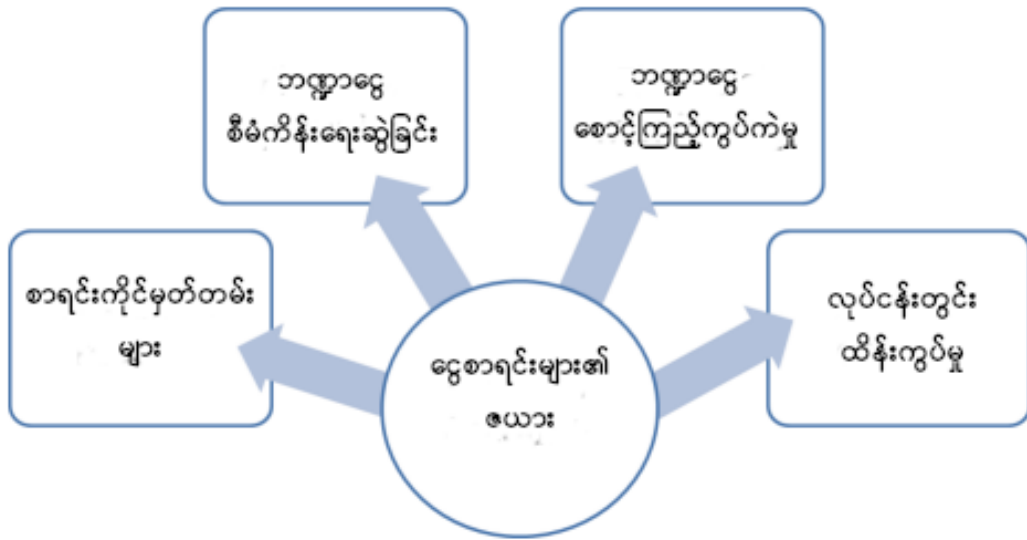 ဘဏ္ဍာငွေ
စီမံကိန်းရေးဆွဲခြင်း
ဘဏ္ဍာငွေ
စောင့်ကြည့်ကွပ်ကဲမှု
စာရင်းကိုင်မှတ်တမ်း
များ
ငွေစာရင်းများ၏
ဇယား
လုပ်ငန်းတွင်း
ထိန်းကွပ်မှု